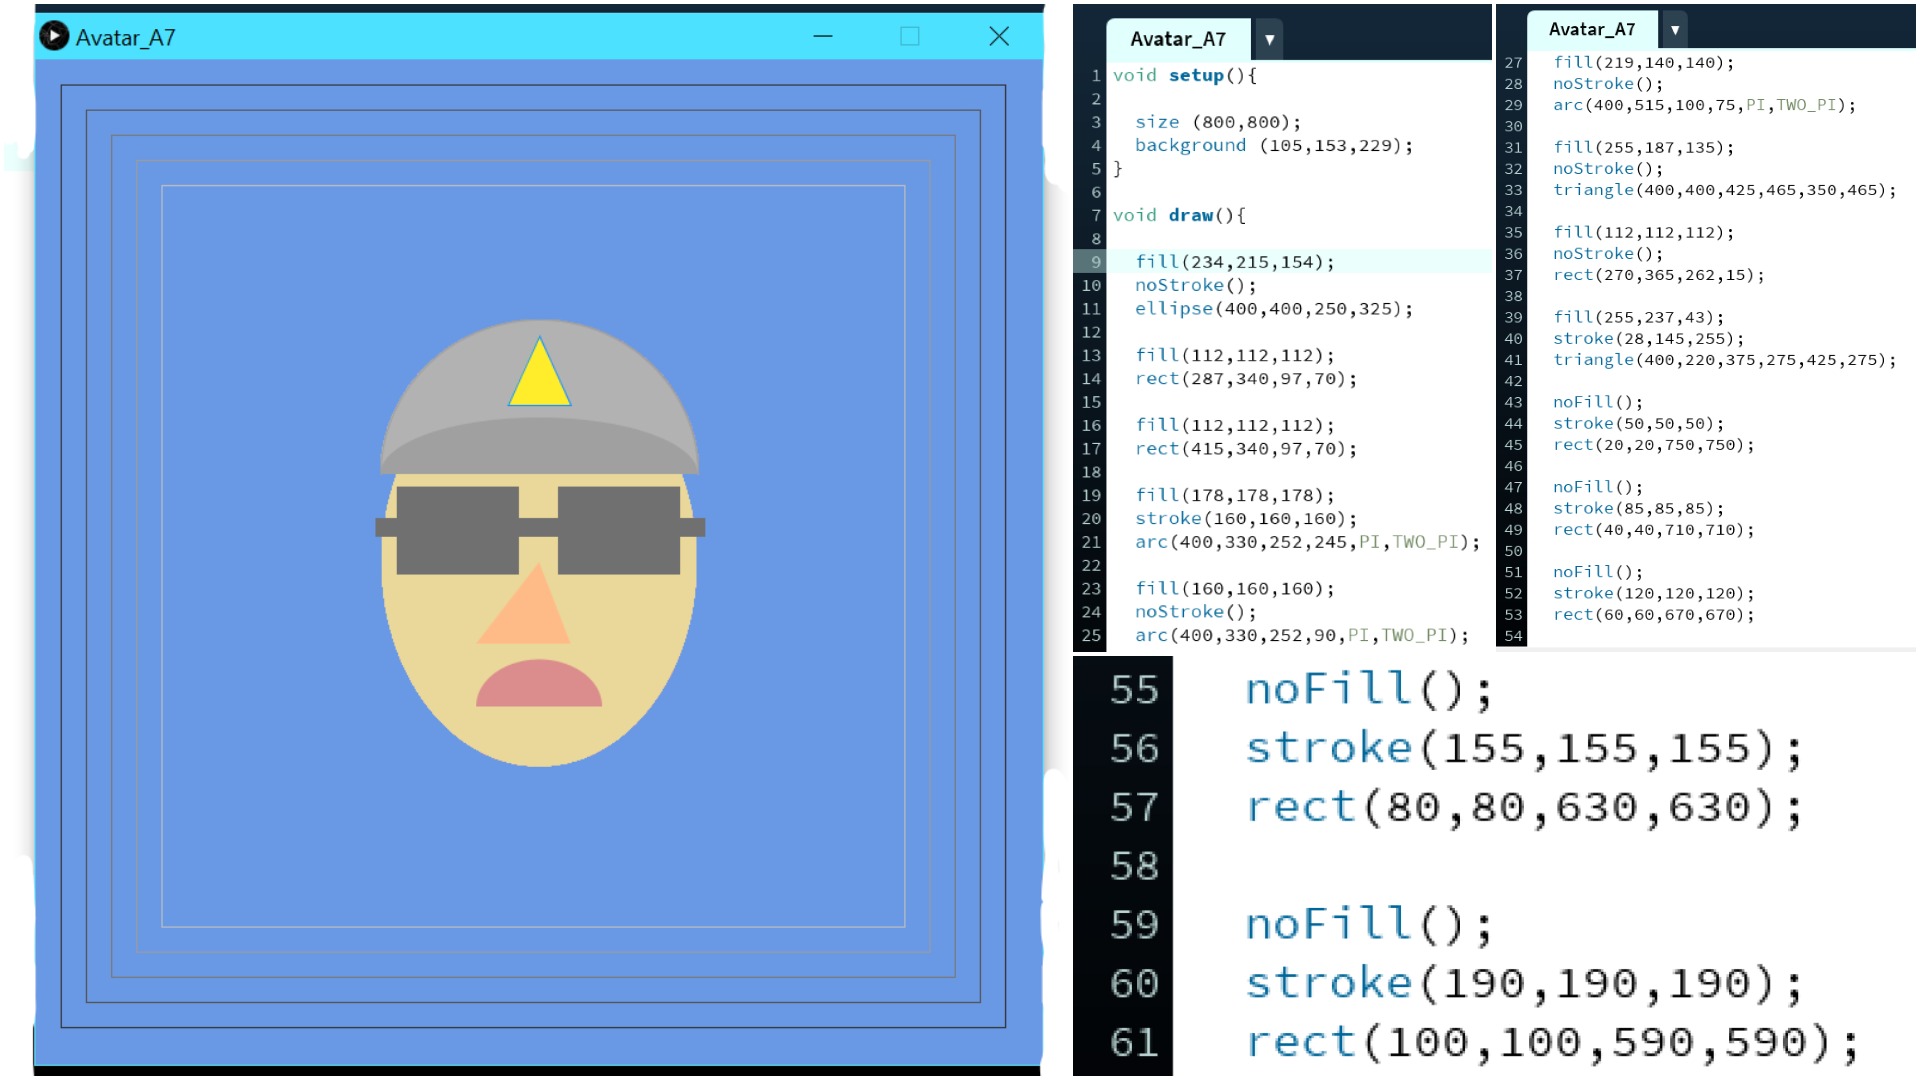 Avatar_A7
Avatar_A7 ▼
1 void setup(){
2
3 size (800,800);
4 background (105,153,229);
5 }
6
7 void draw(){
8
9 fill(234,215,154);
10 noStroke();
11 ellipse(400,400,250,325);
12
13 fill(112,112,112);
14 rect(287,340,97,70);
15
16 fill(112,112,112);
17 rect(415,340,97,70);
18
19 fill(178,178,178);
20 stroke(160,160,160);
21 arc(400,330,252,245,PI,TWO_PI);
22
23 fill(160,160,160);
24 noStroke();
25 arc(400,330,252,90,PI,TWO_PI);
Avatar_A7 ▼
27 fill(219,140,140);
28 noStroke();
29 arc(400,515,100,75,PI,TWO_PI);
30
31 fill(255,187,135);
32 noStroke();
33 triangle(400,400,425,465,350,465);
34
35 fill(112,112,112);
36 noStroke();
37 rect(270,365,262,15);
38
39 fill(255,237,43);
40 stroke(28,145,255);
41 triangle(400,220,375,275,425,275);
42
43 noFill();
44 stroke(50,50,50);
45 rect(20,20,750,750);
46
47 noFill();
48 stroke(85,85,85);
49 rect(40,40,710,710);
50
51 noFill();
52 stroke(120,120,120);
53 rect(60,60,670,670);
54
55 noFill();
56 stroke(155,155,155);
57 rect(80,80,630,630);
58
59 noFill();
60 stroke(190,190,190);
61 rect(100,100,590,590);